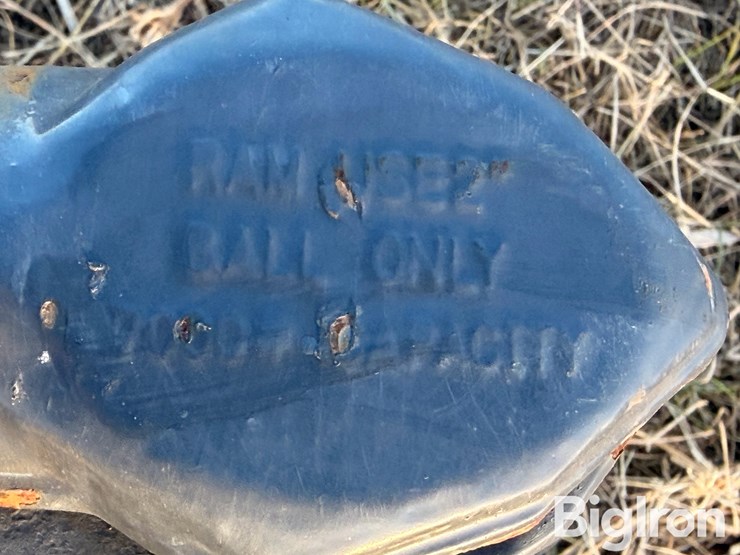 RAM USE 2"
BALL ONLY
CAPACITY
BigIron